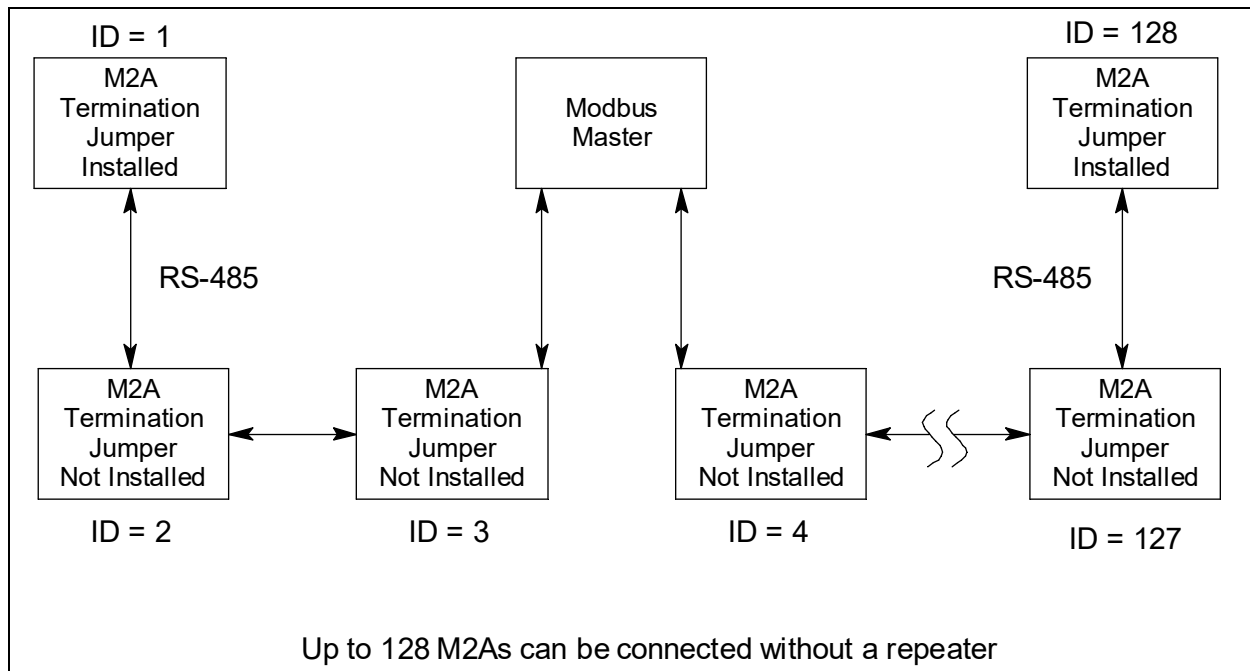 ID = 1
M2A
Termination
Jumper
Installed
Modbus
Master
ID = 128
M2A
Termination
Jumper
Installed
RS-485
RS-485
M2A
Termination
Jumper
Not Installed
ID = 2
M2A
Termination
Jumper
Not Installed
ID = 3
M2A
Termination
Jumper
Not Installed
ID = 4
M2A
Termination
Jumper
Not Installed
ID = 127
Up to 128 M2As can be connected without a repeater